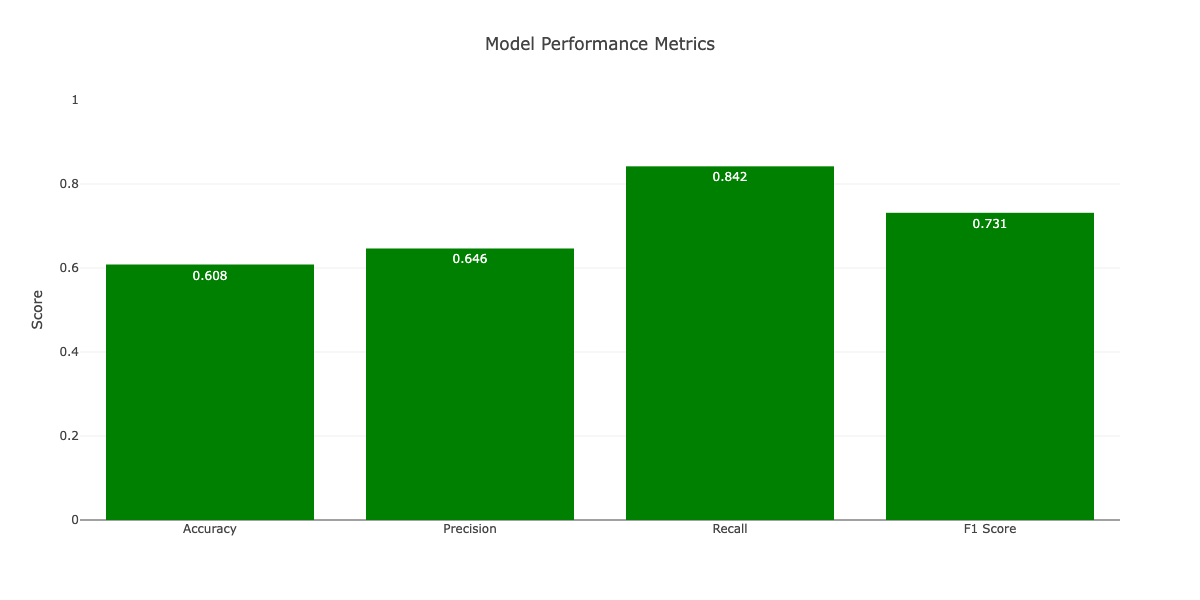 Model Performance Metrics
1
0.8
0.6
0.4
0.2
0
Score
0.608
0.646
0.842
0.731
Accuracy
Precision
Recall
F1 Score